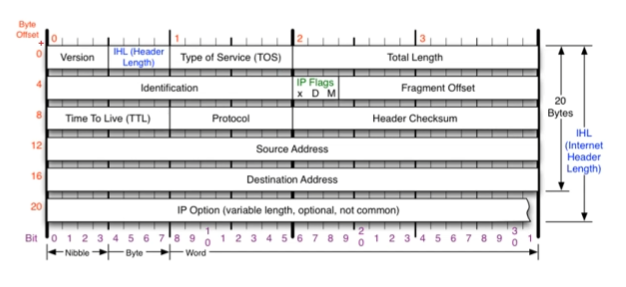 Byte
Offset
0 1 2 3
0 Version IHL (Header Length) Type of Service (TOS) Total Length
4 Identification IP Flags x D M Fragment Offset
8 Time To Live (TTL) Protocol Header Checksum
12 Source Address
16 Destination Address
20 IP Option (variable length, optional, not common)
20
Bytes
IHL
(Internet
Header
Length)
Bit 0 1 2 3 4 5 6 7 8 9 1 0 1 2 3 4 5 6 7 8 9 2 0 1 2 3 4 5 6 7 8 9 3 0 1
Nibble Byte Word